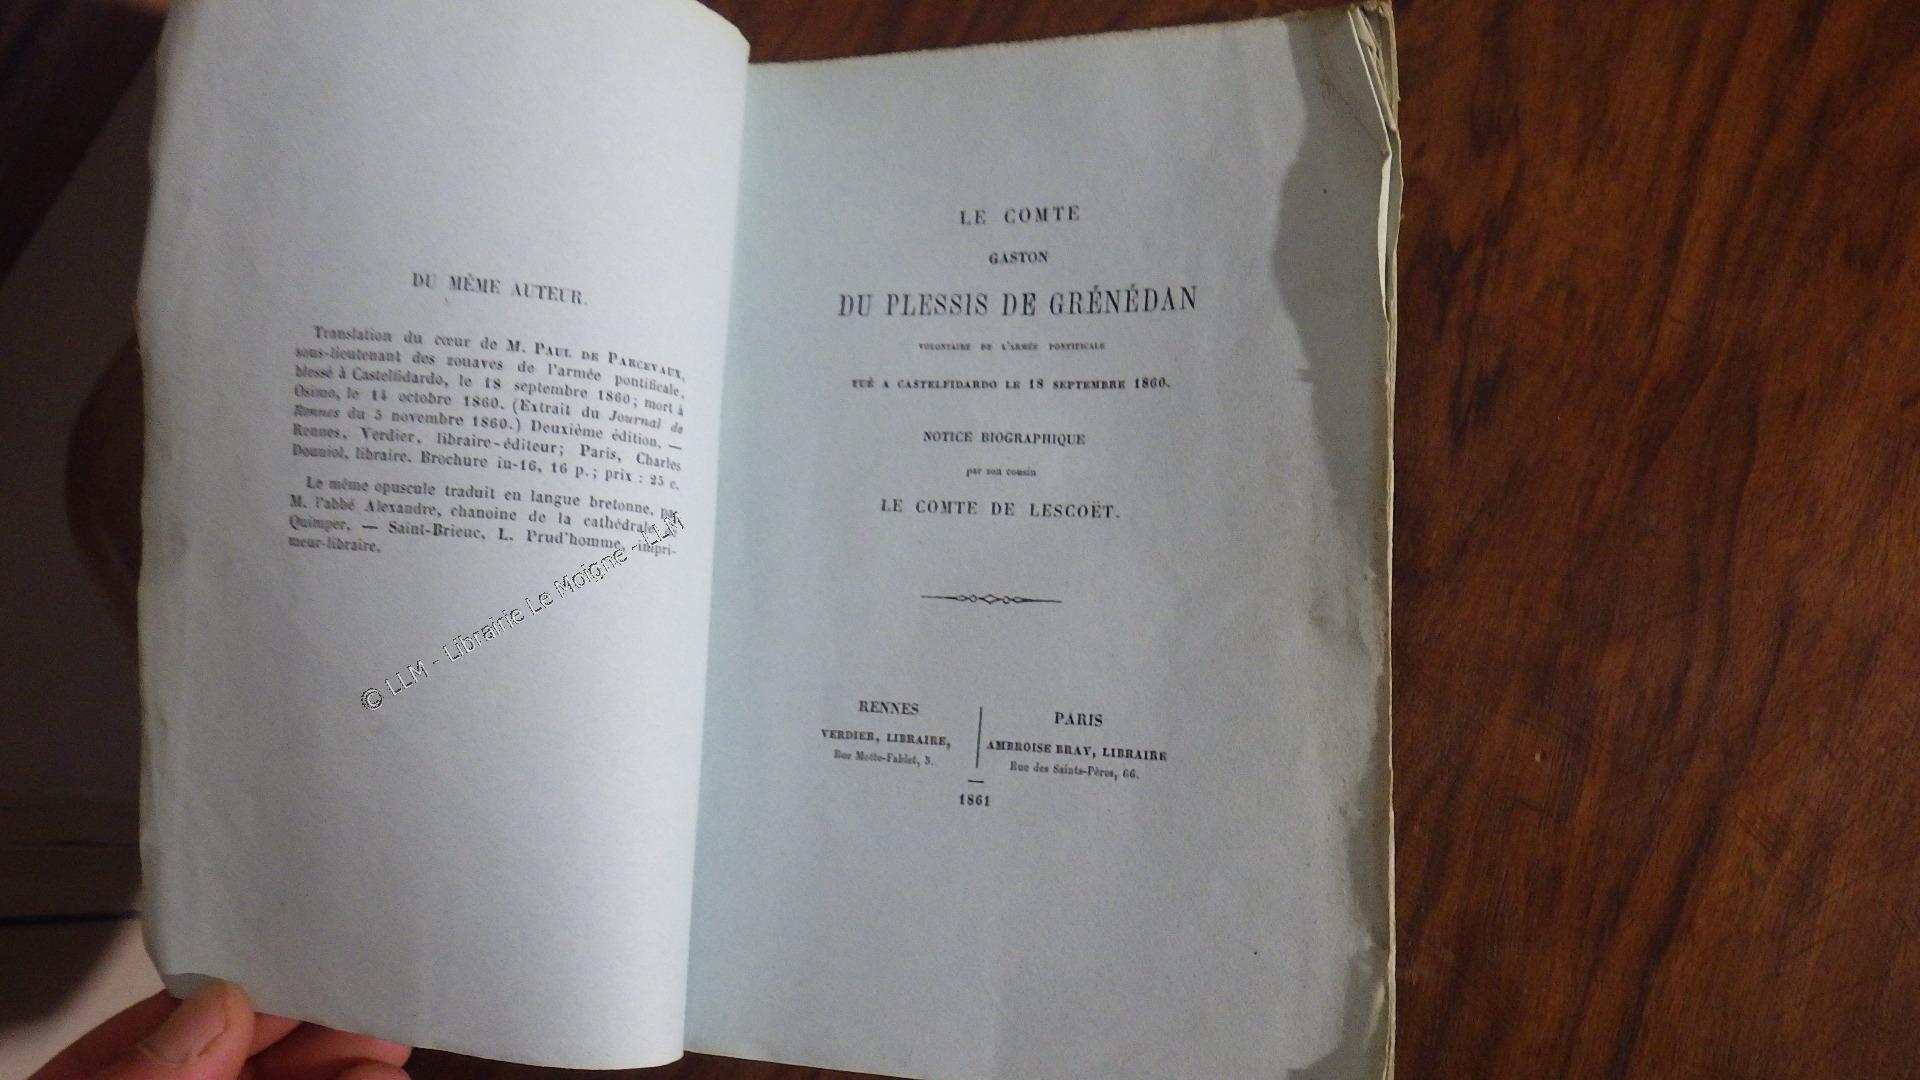 DU MÊME AUTEUR.
Translation du cœur de M. PAUL DE PARCEVAUX,
sous-lieutenant des zouaves de l'armée pontificale,
blessé à Castelfidardo, le 18 septembre 1860; mort à
Osimo, le 14 octobre 1860. (Extrait du Journal de
Rennes du 3 novembre 1860.) Deuxième édition. —
Rennes, Verdier, libraire-éditeur; Paris, Charles
Douniol, libraire. Brochure in-16, 16 p.; prix : 25 c.
Le même opuscule traduit en langue bretonne, par
M. l'abbé Alexandre, chanoine de la cathédrale de
Quimper. — Saint-Brieuc, L. Prud'homme, impri-
meur-libraire.
© LLM - Librairie Le Moigne - LLM
LE COMTE
GASTON
DU PLESSIS DE GRÉNÉDAN
VOLONTAIRE DE L'ARMÉE PONTIFICALE
TUÉ A CASTELFIDARDO LE 18 SEPTEMBRE 1860.
NOTICE BIOGRAPHIQUE
par son cousin
LE COMTE DE LESCOËT.
RENNES
VERDIER, LIBRAIRE,
Rue Motte-Fablet, 3.
PARIS
AMBROISE BRAY, LIBRAIRE
Rue des Saints-Pères, 66.
1861